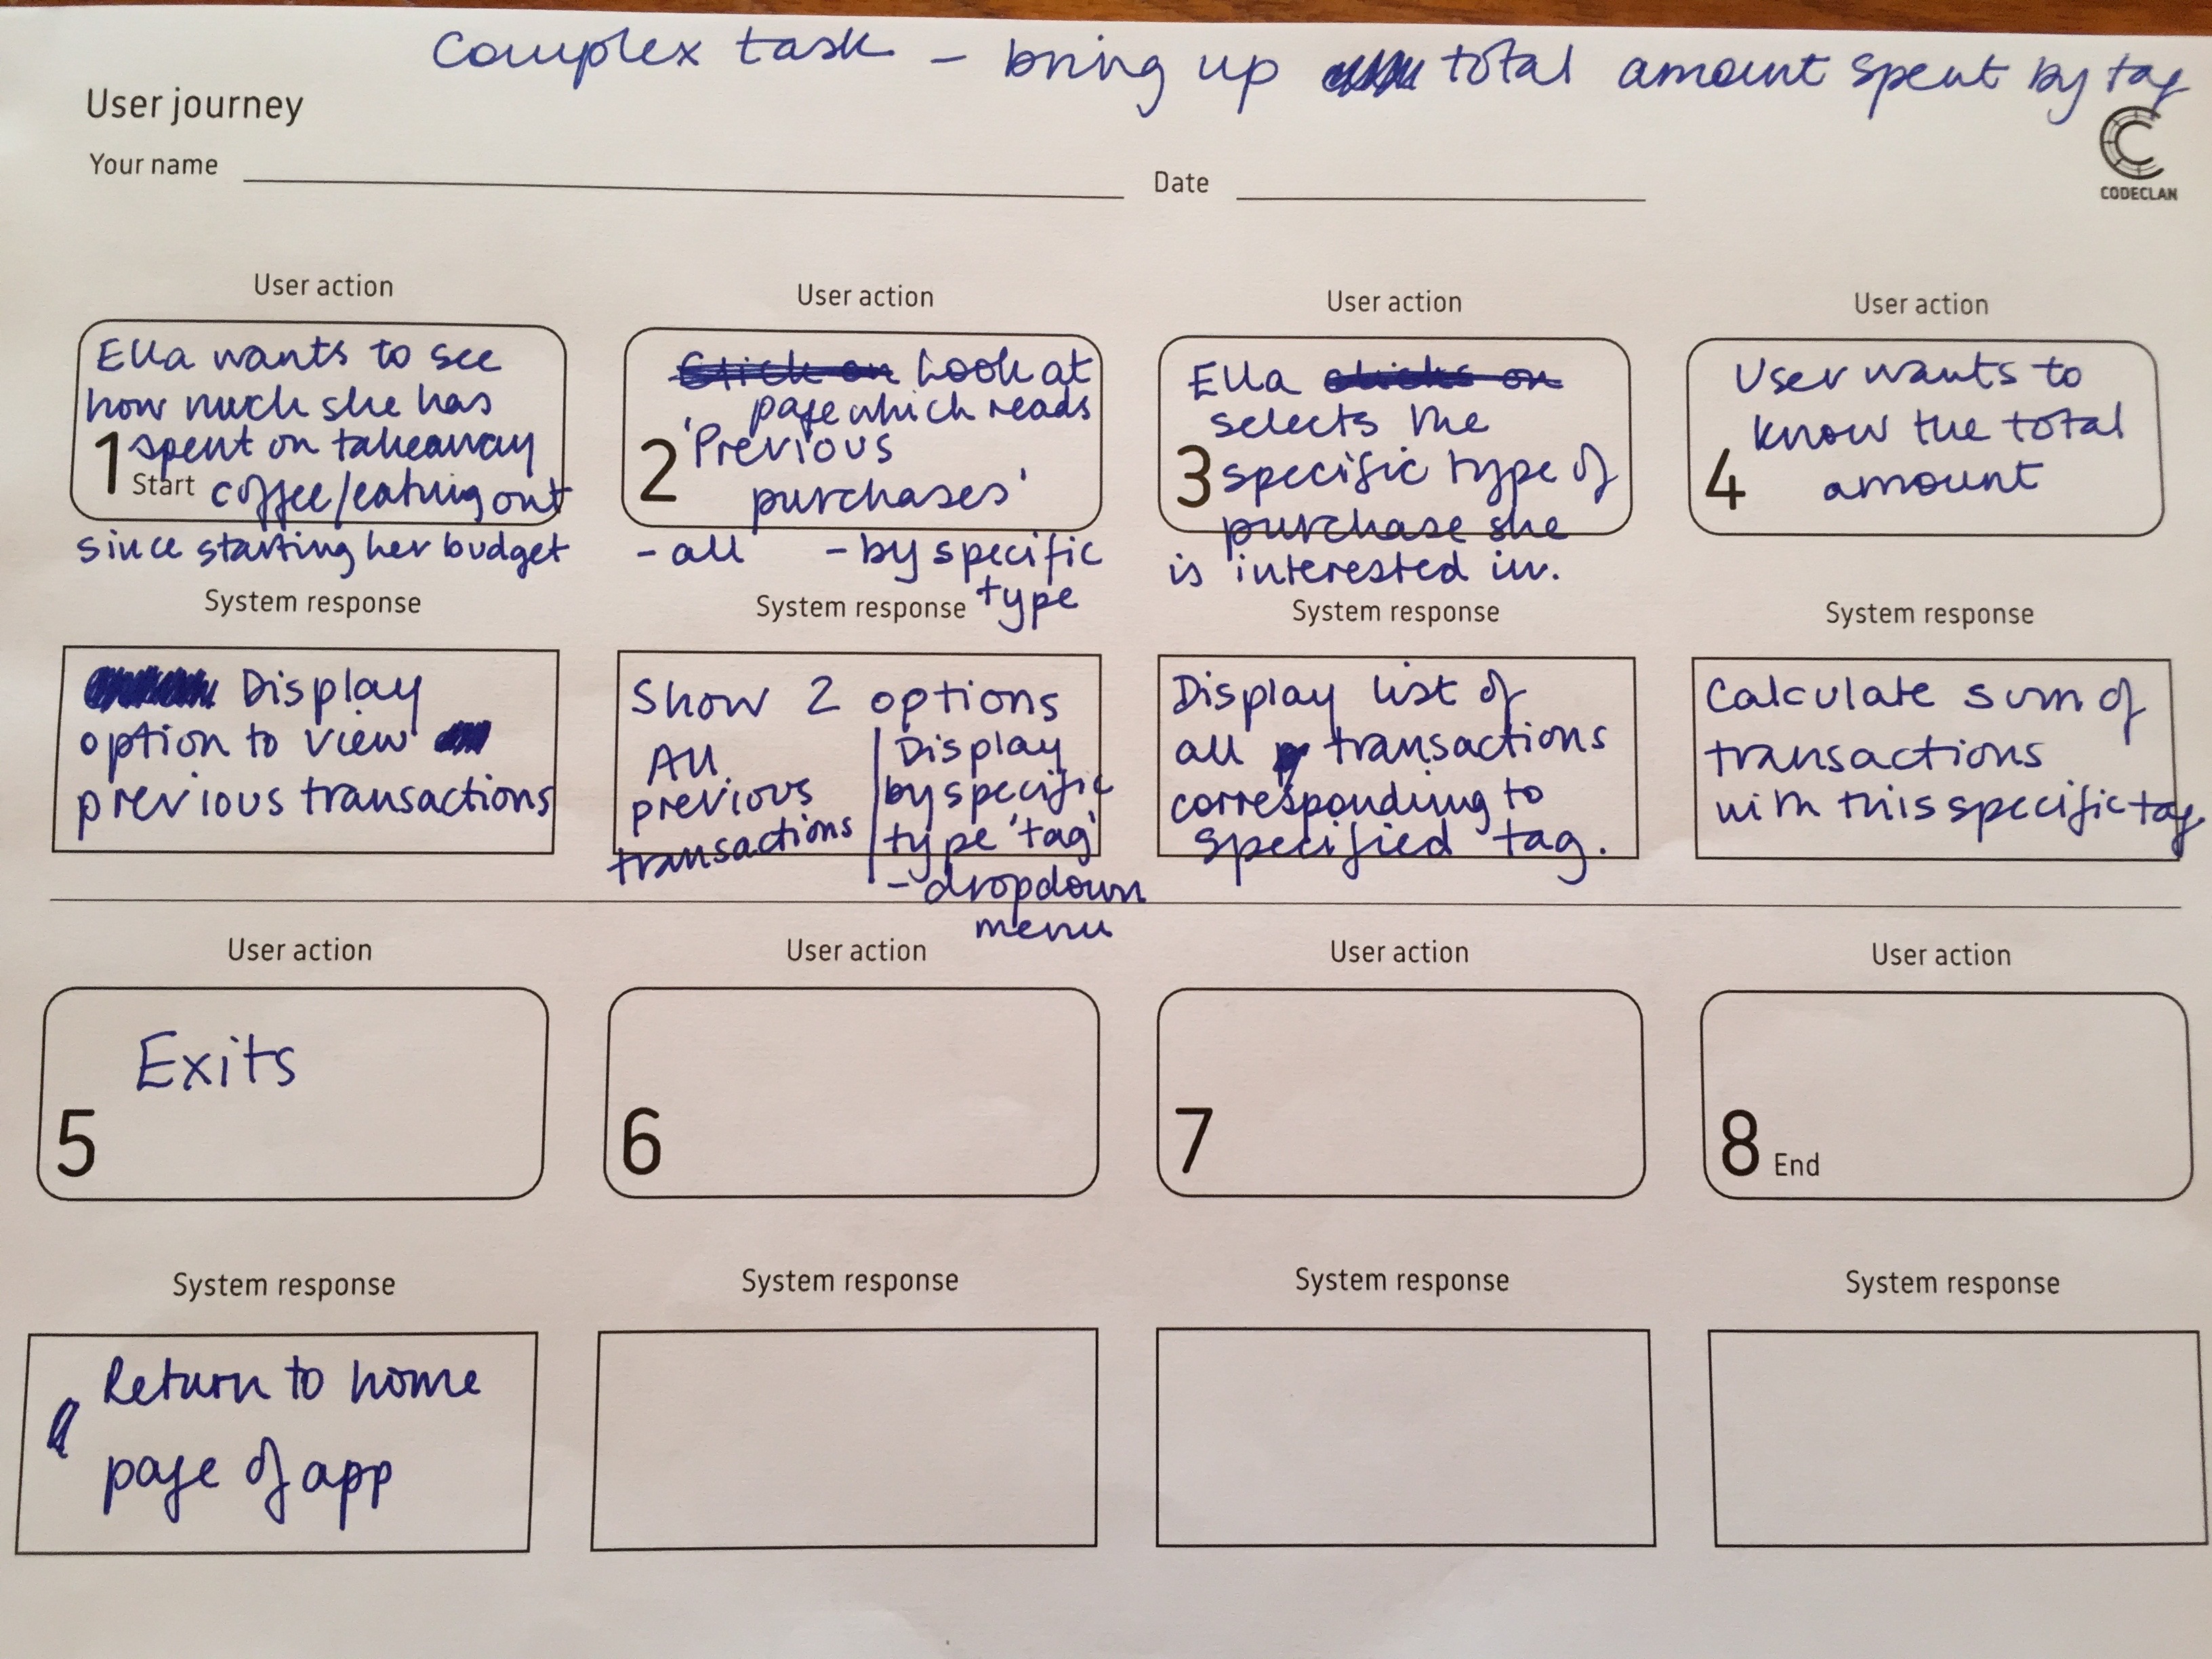 Complex task - bring up total amount spent by tag
User journey
Your name
Date
CODECLAN
User action
Ella wants to see
how much she has
spent on takeaway
1 Start coffee/eating out
since starting her budget
User action
Look at
page which reads
'Previous
2 purchases'
- all - by specific
type
User action
Ella clicks on
selects the
3 specific type of
purchase she
is interested in.
User action
User wants to
know the total
4 amount
System response
Display
option to view
previous transactions
System response
Show 2 options
All
previous
transactions
Display
by specific
type 'tag'
- dropdown
menu
System response
Display list of
all transactions
corresponding to
specified tag.
System response
Calculate sum of
transactions
with this specific tag
User action
Exits
5
User action
6
User action
7
User action
8 End
System response
Return to home
page of app
System response
System response
System response